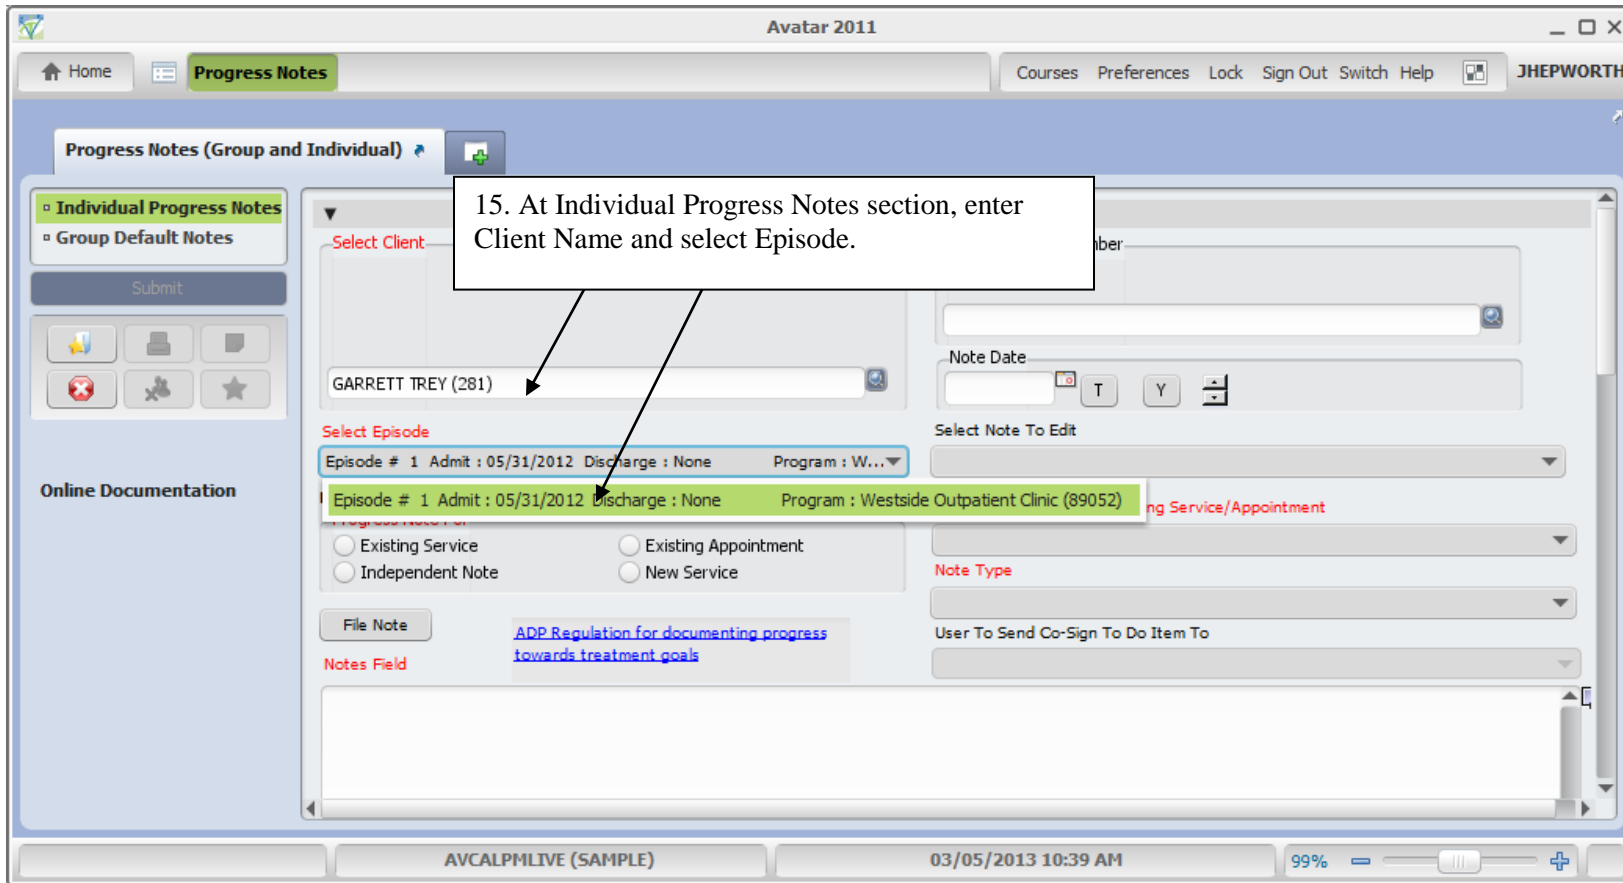 Avatar 2011
Home
Progress Notes
Courses Preferences Lock Sign Out Switch Help
JHEPWORTH
Progress Notes (Group and Individual)
Individual Progress Notes
Group Default Notes
Submit
Online Documentation
15. At Individual Progress Notes section, enter
Client Name and select Episode.
Select Client
GARRETT TREY (281)
Note Date
T Y
Select Episode
Episode # 1 Admit : 05/31/2012 Discharge : None Program : W...
Episode # 1 Admit : 05/31/2012 Discharge : None Program : Westside Outpatient Clinic (89052)
Select Note To Edit
Progress Note For
Existing Service
Existing Appointment
Independent Note
New Service
Service/Appointment
Note Type
File Note
ADP Regulation for documenting progress
towards treatment goals
User To Send Co-Sign To Do Item To
Notes Field
AVCALPMLIVE (SAMPLE)
03/05/2013 10:39 AM
99%